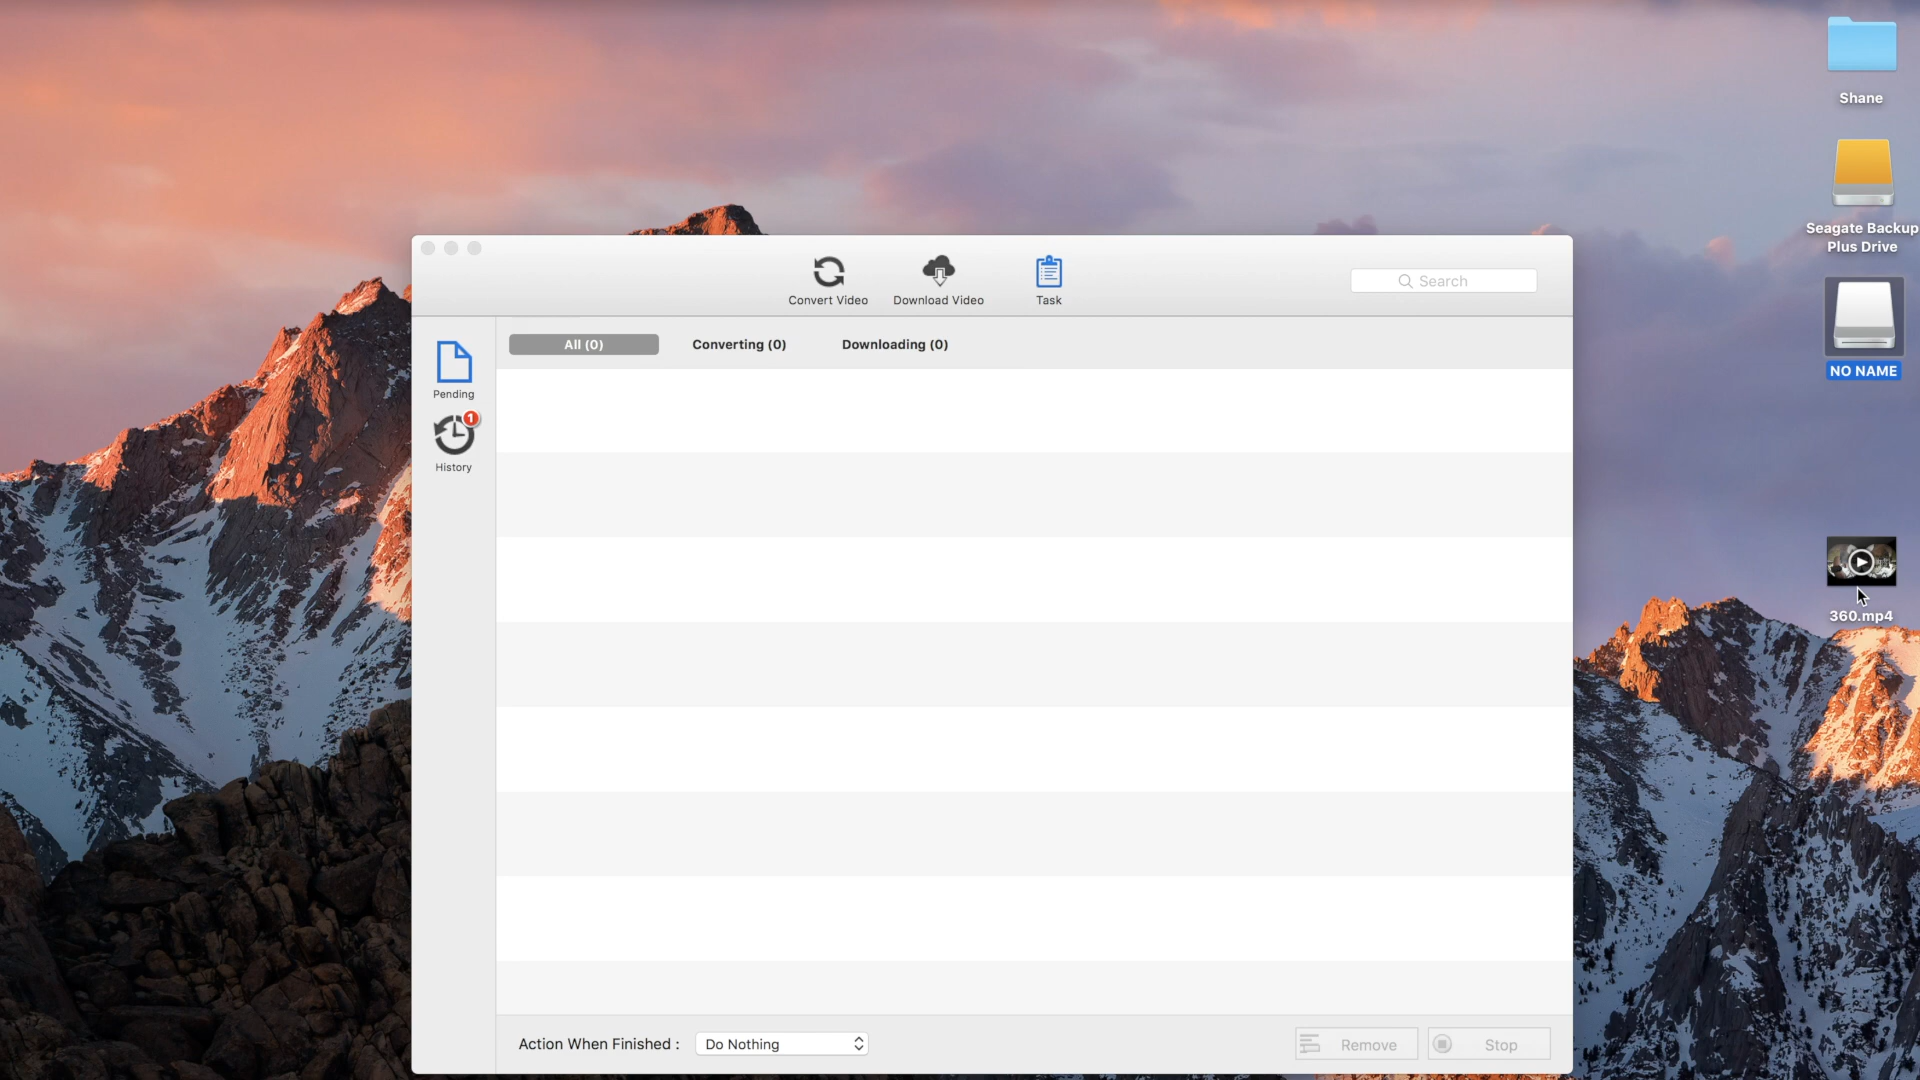 Shane
Seagate Backup
Plus Drive
NO NAME
360.mp4
Convert Video
Download Video
Task
Search
Pending
1
History
All (0)
Converting (0)
Downloading (0)
Action When Finished :
Do Nothing
Remove
Stop